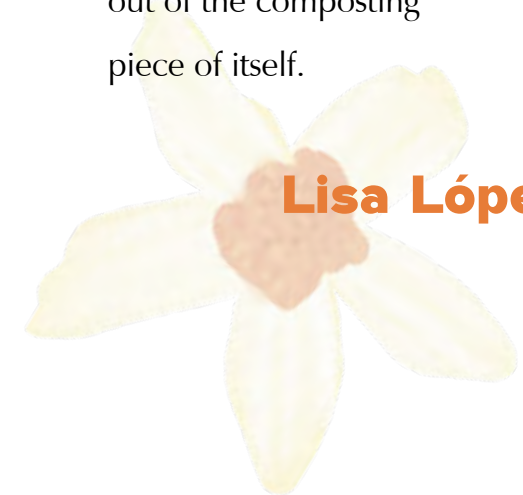 out of the composting
piece of itself.
Lisa Lópe